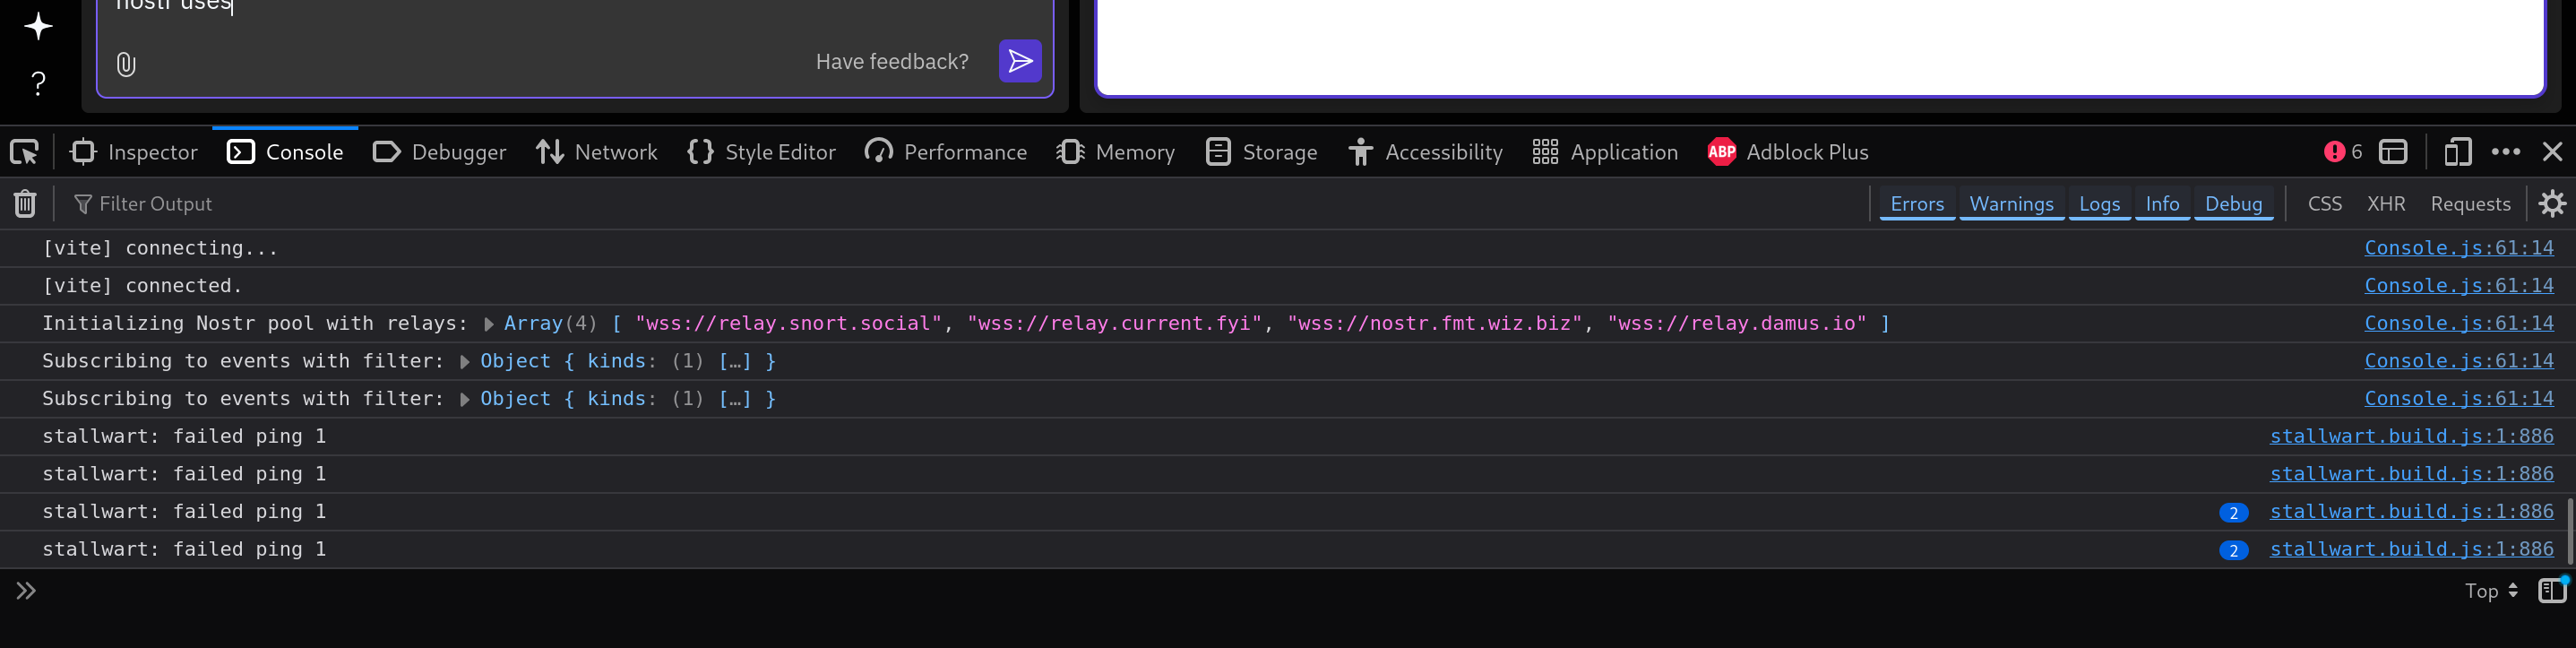 nostr uses
?
Have feedback?
Inspector Console Debugger Network Style Editor Performance Memory Storage Accessibility Application ABP Adblock Plus 6
Filter Output Errors Warnings Logs Info Debug CSS XHR Requests
[vite] connecting... Console.js:61:14
[vite] connected. Console.js:61:14
Initializing Nostr pool with relays: Array(4) [ "wss://relay.snort.social", "wss://relay.current.fyi", "wss://nostr.fmt.wiz.biz", "wss://relay.damus.io" ] Console.js:61:14
Subscribing to events with filter: Object { kinds: (1) […] } Console.js:61:14
Subscribing to events with filter: Object { kinds: (1) […] } Console.js:61:14
stallwart: failed ping 1 stallwart.build.js:1:886
stallwart: failed ping 1 stallwart.build.js:1:886
stallwart: failed ping 1 2 stallwart.build.js:1:886
stallwart: failed ping 1 2 stallwart.build.js:1:886
Top